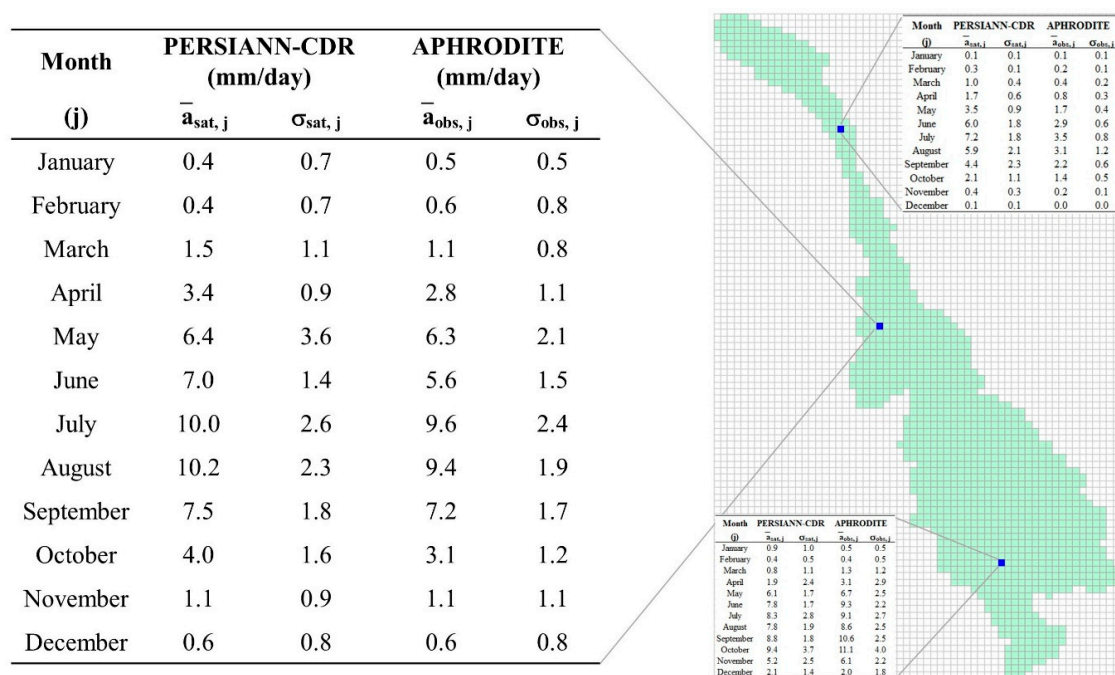 Month PERSIANN-CDR APHRODITE
(mm/day) (mm/day)
(j) a̅sat, j σsat, j a̅obs, j σobs, j
January 0.4 0.7 0.5 0.5
February 0.4 0.7 0.6 0.8
March 1.5 1.1 1.1 0.8
April 3.4 0.9 2.8 1.1
May 6.4 3.6 6.3 2.1
June 7.0 1.4 5.6 1.5
July 10.0 2.6 9.6 2.4
August 10.2 2.3 9.4 1.9
September 7.5 1.8 7.2 1.7
October 4.0 1.6 3.1 1.2
November 1.1 0.9 1.1 1.1
December 0.6 0.8 0.6 0.8
Month PERSIANN-CDR APHRODITE
(j) a̅sat, j σsat, j a̅obs, j σobs, j
January 0.1 0.1 0.1 0.1
February 0.3 0.1 0.2 0.1
March 1.0 0.4 0.4 0.2
April 1.7 0.6 0.8 0.3
May 3.5 0.9 1.7 0.4
June 6.0 1.8 2.9 0.6
July 7.2 1.8 3.5 0.8
August 5.9 2.1 3.1 1.2
September 4.4 2.3 2.2 0.6
October 2.1 1.1 1.4 0.5
November 0.4 0.3 0.2 0.1
December 0.1 0.1 0.0 0.0
Month PERSIANN-CDR APHRODITE
(j) a̅sat, j σsat, j a̅obs, j σobs, j
January 0.9 1.0 0.5 0.5
February 0.4 0.5 0.4 0.5
March 0.8 1.1 1.3 1.2
April 1.9 2.4 3.1 2.9
May 6.1 1.7 6.7 2.5
June 7.8 1.7 9.3 2.2
July 8.3 2.8 9.1 2.7
August 7.8 1.9 8.6 2.5
September 8.8 1.8 10.6 2.5
October 9.4 3.7 11.1 4.0
November 5.2 2.5 6.1 2.2
December 2.1 1.4 2.0 1.8